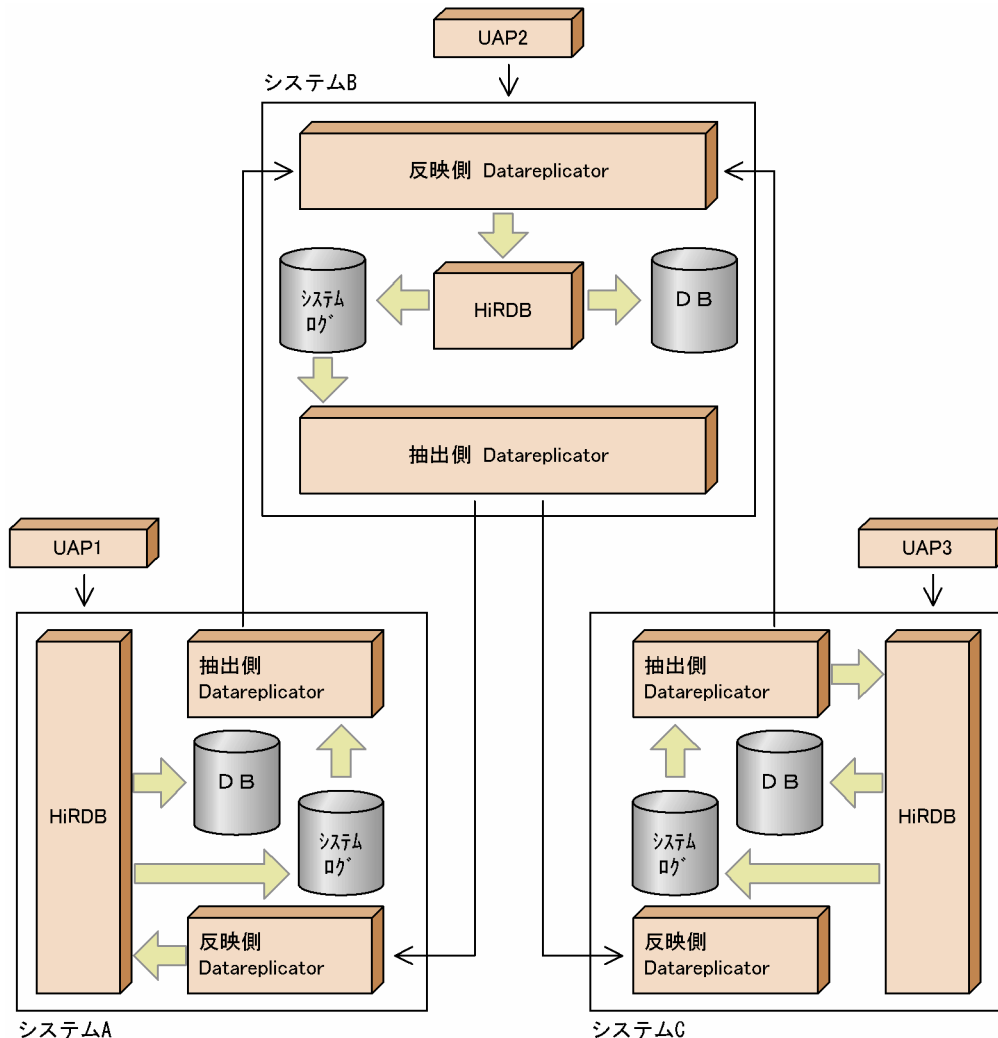 UAP2
システムB
反映側 Datareplicator
システム
ログ
HiRDB
DB
抽出側 Datareplicator
UAP1
UAP3
抽出側
Datareplicator
DB
HiRDB
システム
ログ
反映側
Datareplicator
システムA
抽出側
Datareplicator
DB
HiRDB
システム
ログ
反映側
Datareplicator
システムC